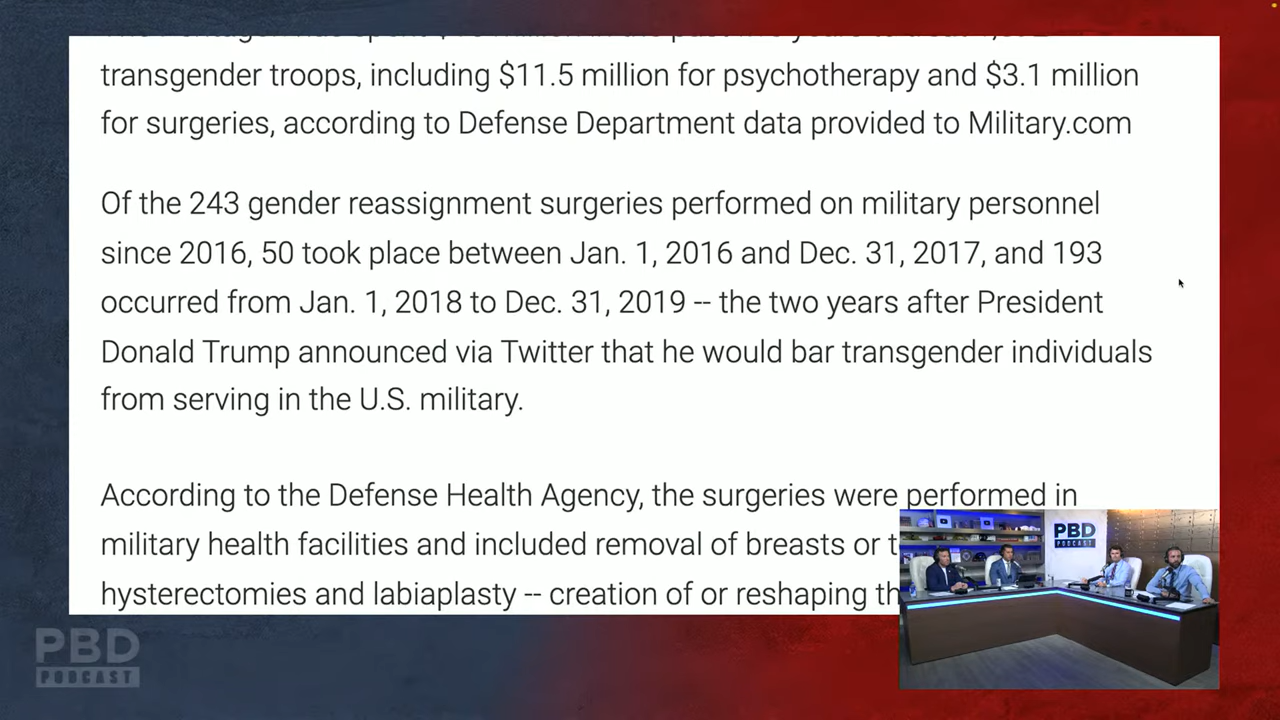 transgender troops, including $11.5 million for psychotherapy and $3.1 million
for surgeries, according to Defense Department data provided to Military.com
Of the 243 gender reassignment surgeries performed on military personnel
since 2016, 50 took place between Jan. 1, 2016 and Dec. 31, 2017, and 193
occurred from Jan. 1, 2018 to Dec. 31, 2019 -- the two years after President
Donald Trump announced via Twitter that he would bar transgender individuals
from serving in the U.S. military.
According to the Defense Health Agency, the surgeries were performed in
military health facilities and included removal of breasts or
hysterectomies and labiaplasty -- creation of or reshaping
PBD
PODCAST
PBD
PODCAST